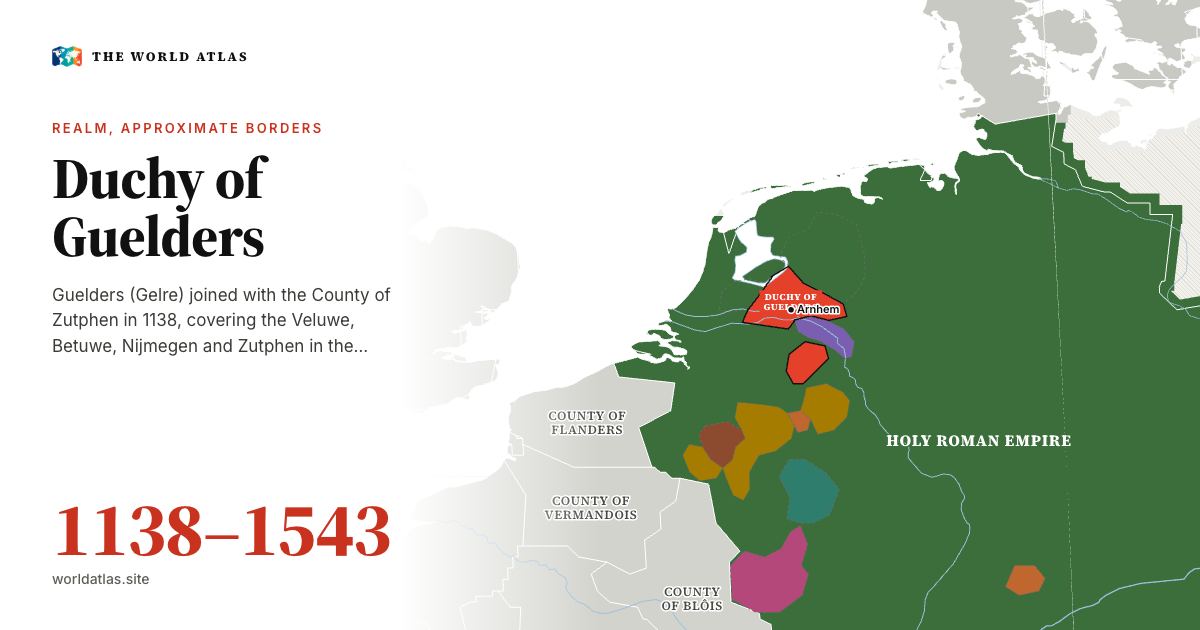 THE WORLD ATLAS
REALM, APPROXIMATE BORDERS
Duchy of
Guelders
Guelders (Gelre) joined with the County of
Zutphen in 1138, covering the Veluwe,
Betuwe, Nijmegen and Zutphen in the...
1138–1543
worldatlas.site
DUCHY OF
Arnhem
COUNTY OF
FLANDERS
HOLY ROMAN EMPIRE
COUNTY OF
VERMANDOIS
COUNTY
OF BLÔIS